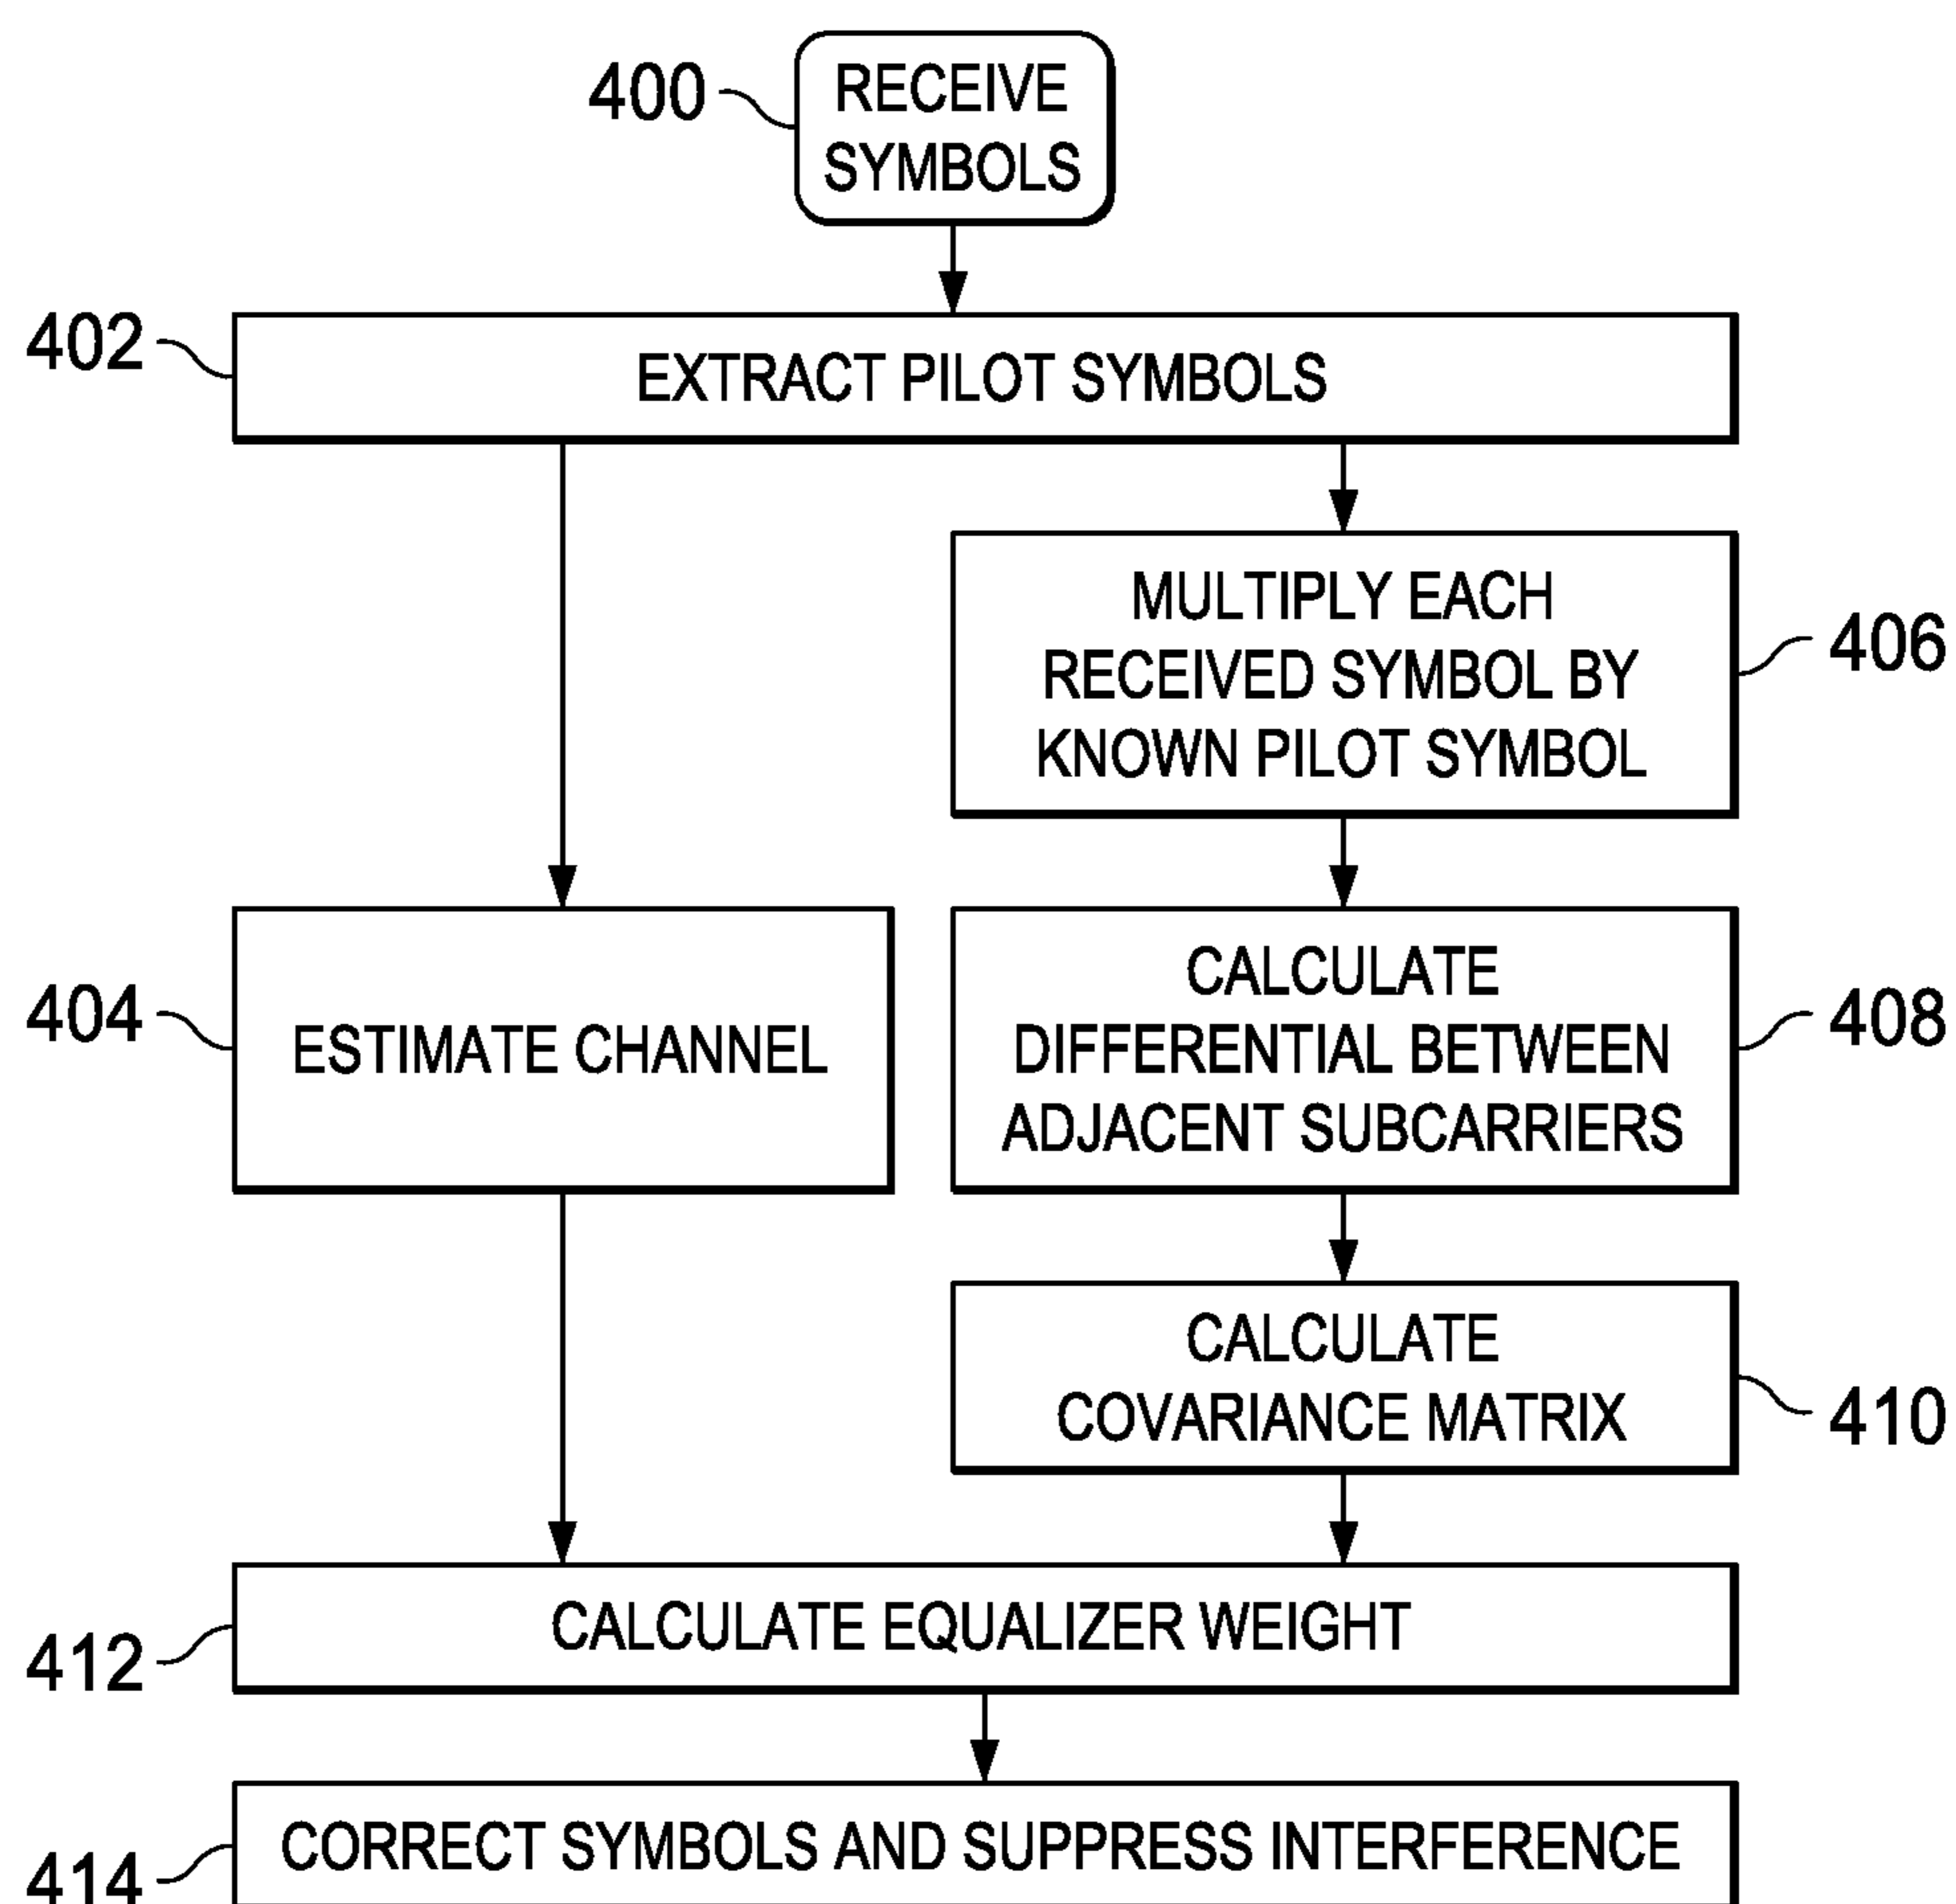 400
RECEIVE
SYMBOLS
402
EXTRACT PILOT SYMBOLS
MULTIPLY EACH
RECEIVED SYMBOL BY
KNOWN PILOT SYMBOL
406
404
ESTIMATE CHANNEL
CALCULATE
DIFFERENTIAL BETWEEN
ADJACENT SUBCARRIERS
408
CALCULATE
COVARIANCE MATRIX
410
CALCULATE EQUALIZER WEIGHT
412
CORRECT SYMBOLS AND SUPPRESS INTERFERENCE
414